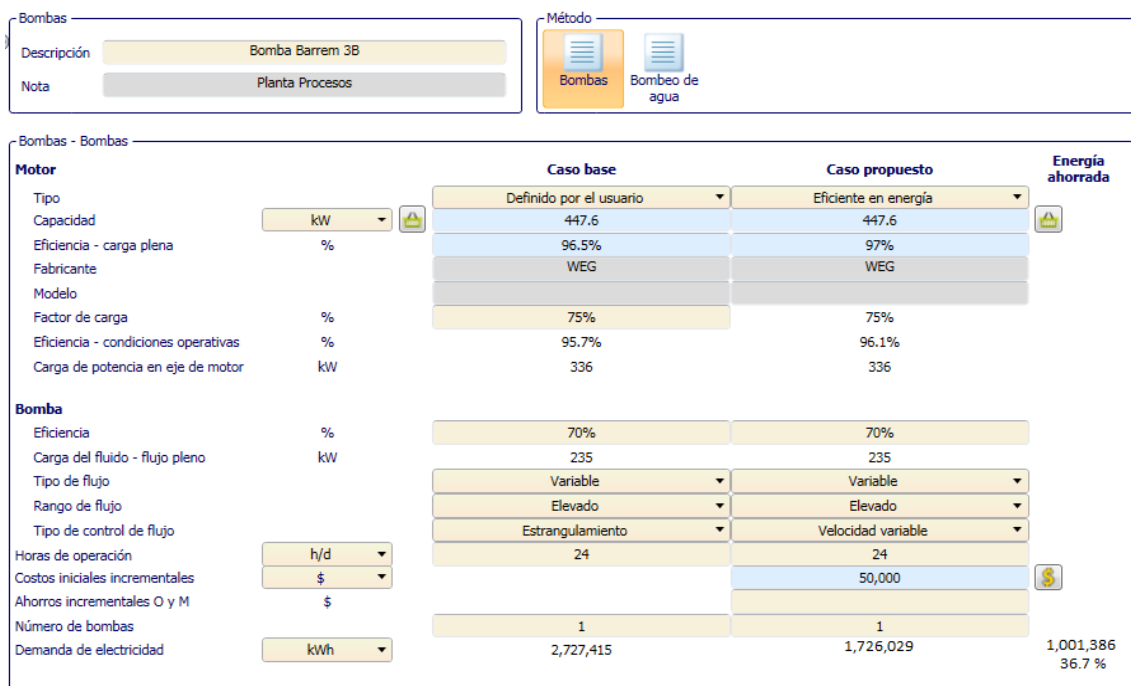 Bombas
Descripción Bomba Barrem 3B
Nota Planta Procesos
Método
Bombas Bombeo de
agua
Bombas - Bombas
Motor Caso base Caso propuesto Energía
ahorrada
Tipo Definido por el usuario Eficiente en energía
Capacidad kW 447.6 447.6
Eficiencia - carga plena % 96.5% 97%
Fabricante WEG WEG
Modelo
Factor de carga % 75% 75%
Eficiencia - condiciones operativas % 95.7% 96.1%
Carga de potencia en eje de motor kW 336 336
Bomba
Eficiencia % 70% 70%
Carga del fluido - flujo pleno kW 235 235
Tipo de flujo Variable Variable
Rango de flujo Elevado Elevado
Tipo de control de flujo Estrangulamiento Velocidad variable
Horas de operación h/d 24 24
Costos iniciales incrementales $ 50,000 $
Ahorros incrementales O y M $
Número de bombas 1 1
Demanda de electricidad kWh 2,727,415 1,726,029 1,001,386
36.7 %